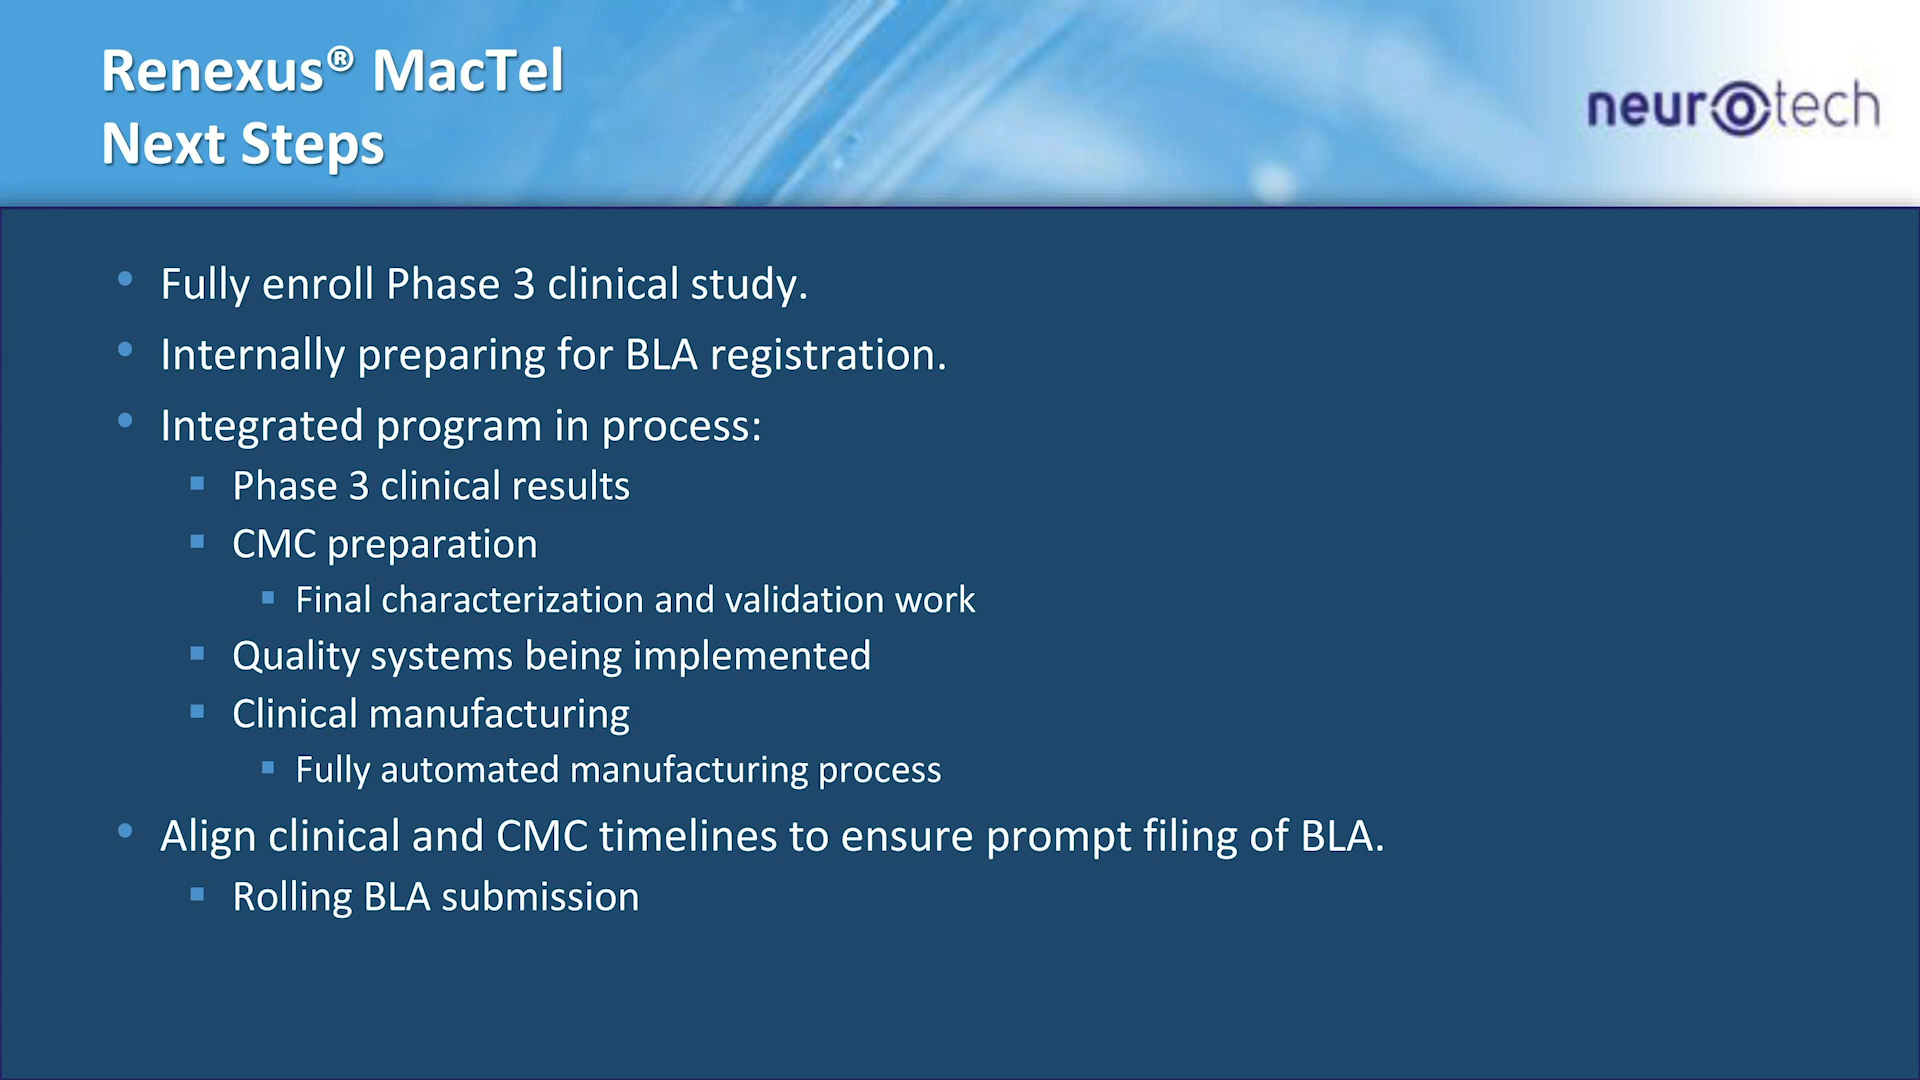 Renexus® MacTel
Next Steps
neurotech
• Fully enroll Phase 3 clinical study.
• Internally preparing for BLA registration.
• Integrated program in process:
▪ Phase 3 clinical results
▪ CMC preparation
▪ Final characterization and validation work
▪ Quality systems being implemented
▪ Clinical manufacturing
▪ Fully automated manufacturing process
• Align clinical and CMC timelines to ensure prompt filing of BLA.
▪ Rolling BLA submission